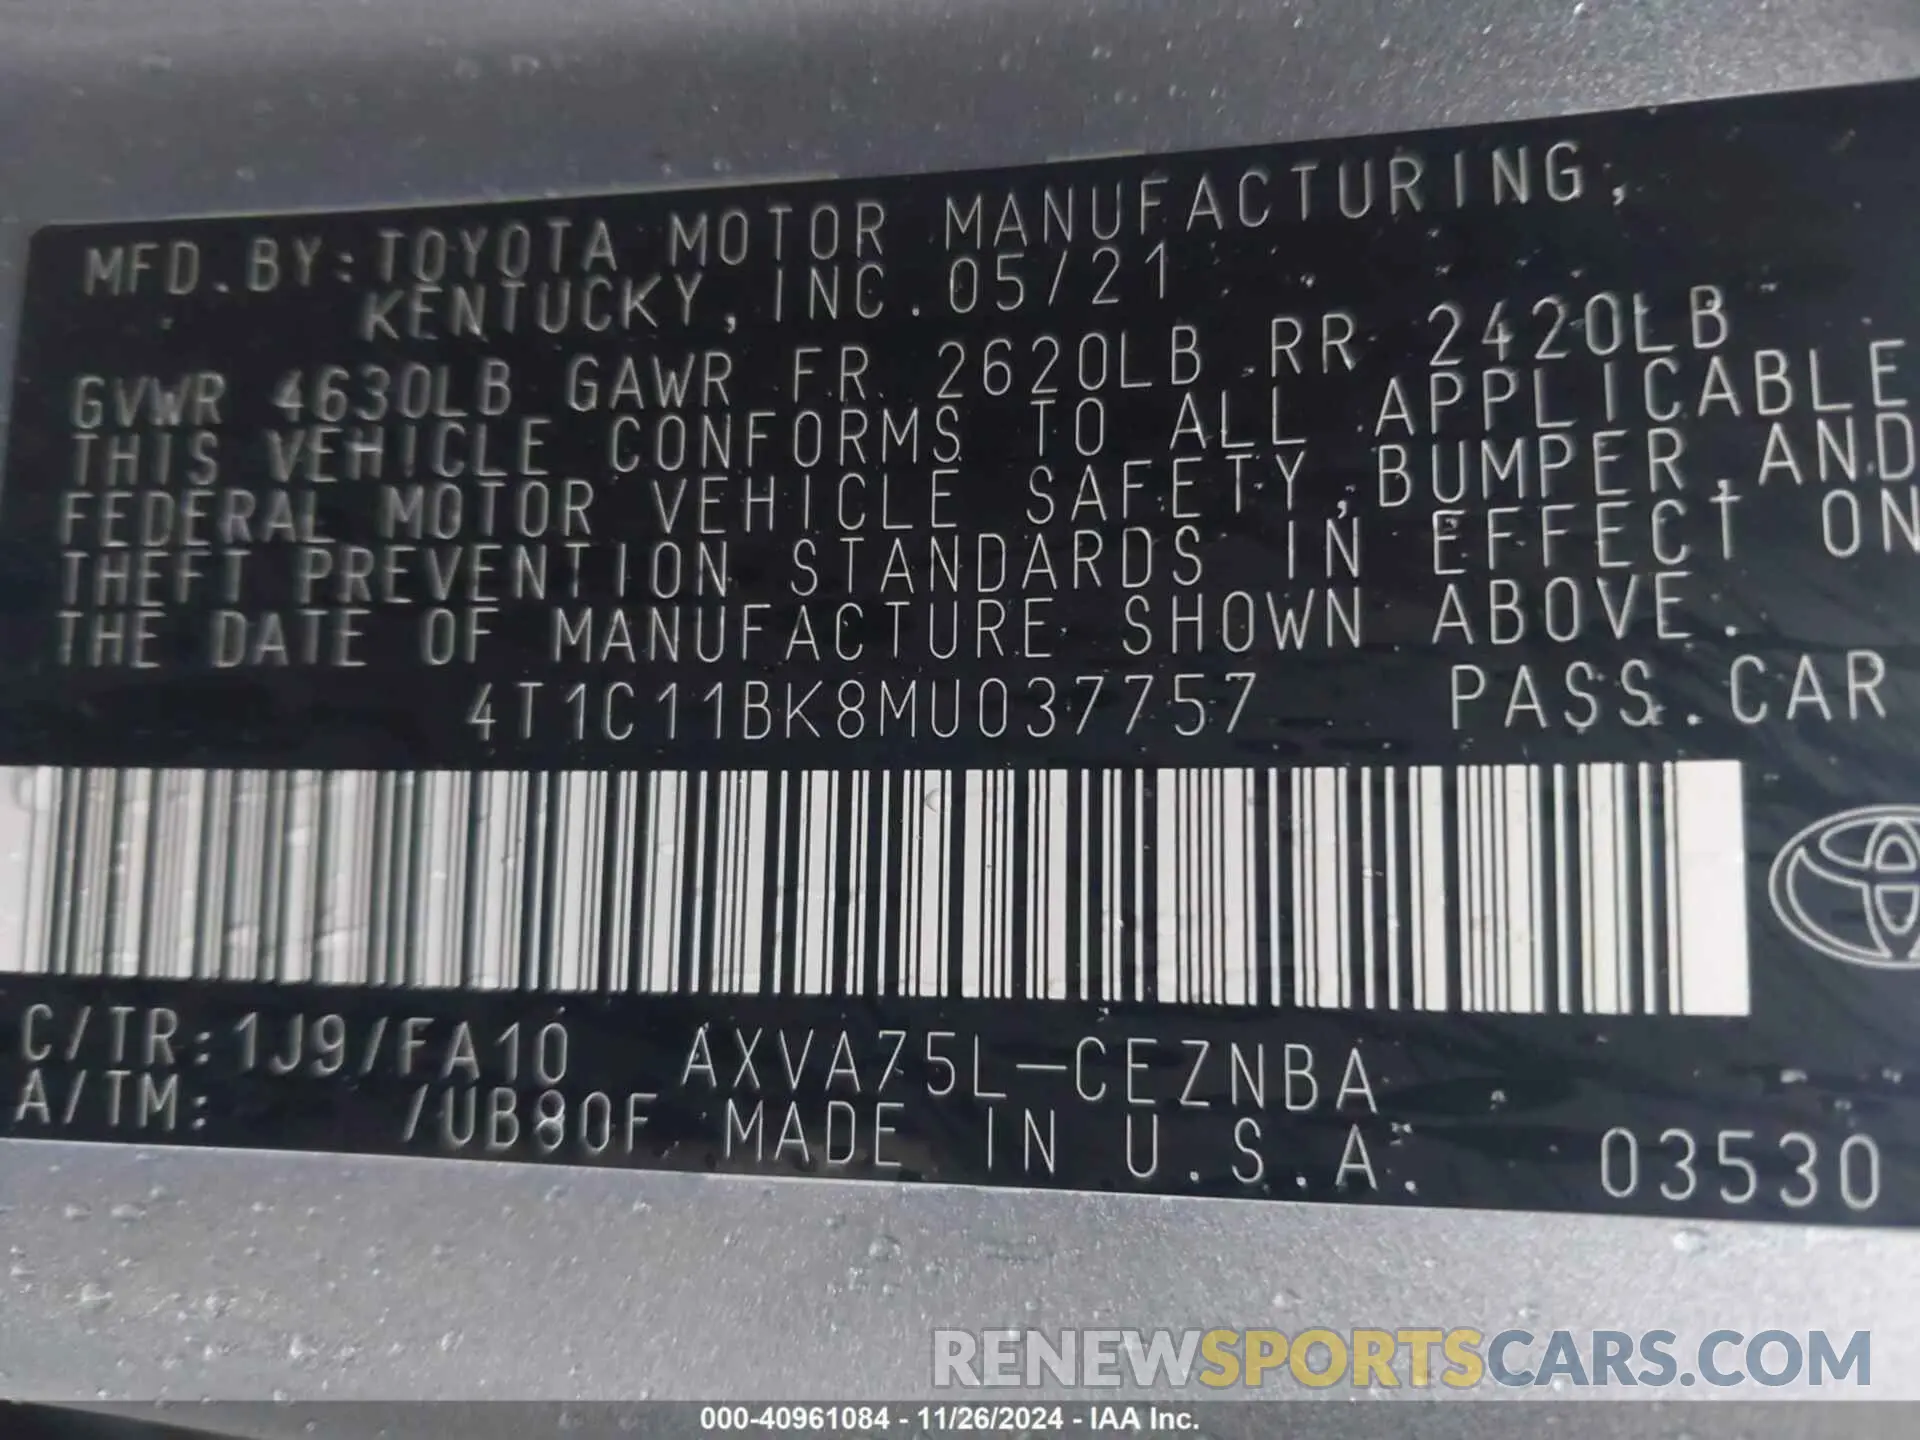 MFD.BY:TOYOTA MOTOR MANUFACTURING,
KENTUCKY,INC.05/21
GVWR 4630LB GAWR FR 2620LB RR 2420LB
THIS VEHICLE CONFORMS TO ALL APPLICABLE
FEDERAL MOTOR VEHICLE SAFETY,BUMPER,AND
THEFT PREVENTION STANDARDS IN EFFECT ON
THE DATE OF MANUFACTURE SHOWN ABOVE.
4T1C11BK8MU037757 PASS.CAR
C/TR:1J9/FA10 AXVA75L-CEZNBA
A/TM: /UB80F MADE IN U.S.A. 03530
RENEWSPORTSCARS.COM
000-40961084 - 11/26/2024 - IAA Inc.